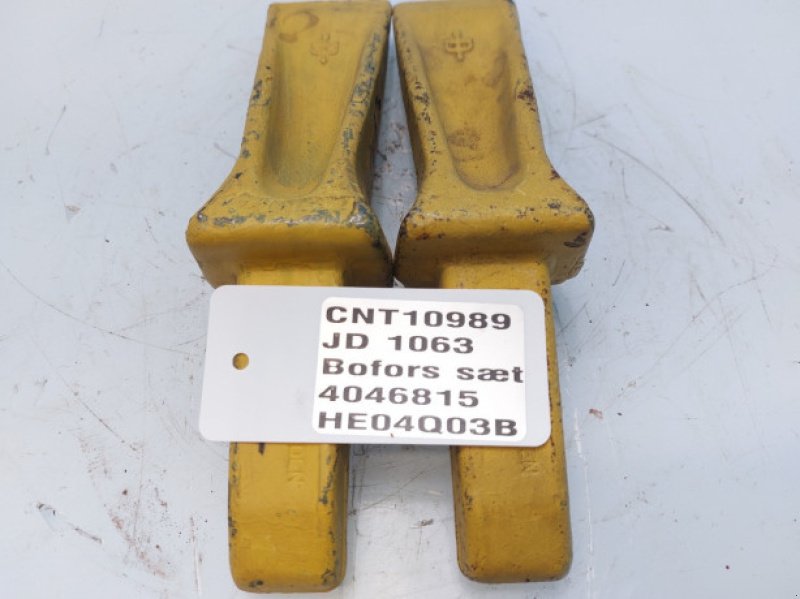 CNT10989
JD 1063
Bofors sæt
4046815
HE04Q03B